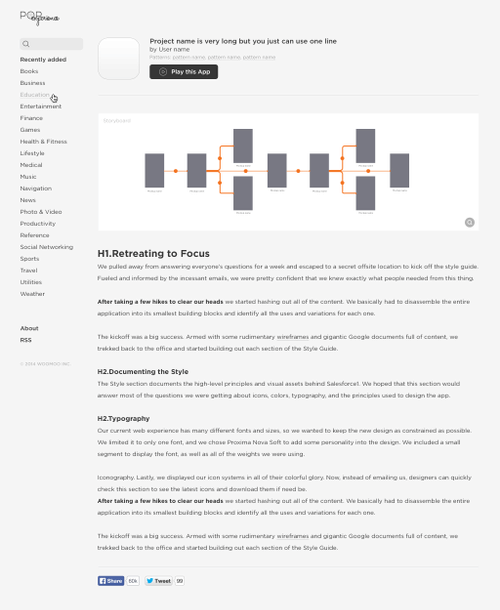 POP
explorer
Recently added
Books
Business
Education
Entertainment
Finance
Games
Health & Fitness
Lifestyle
Medical
Music
Navigation
News
Photo & Video
Productivity
Reference
Social Networking
Sports
Travel
Utilities
Weather
About
RSS
© 2014 WOOMOO INC.
Project name is very long but you just can use one line
by User name
Patterns: pattern name, pattern name, pattern name
Play this App
Storyboard
H1.Retreating to Focus
We pulled away from answering everyone's questions for a week and escaped to a secret offsite location to kick off the style guide.
Fueled and informed by the incessant emails, we were pretty confident that we knew exactly what people needed from this thing.
After taking a few hikes to clear our heads we started hashing out all of the content. We basically had to disassemble the entire
application into its smallest building blocks and identify all the uses and variations for each one.
The kickoff was a big success. Armed with some rudimentary wireframes and gigantic Google documents full of content, we
trekked back to the office and started building out each section of the Style Guide.
H2.Documenting the Style
The Style section documents the high-level principles and visual assets behind Salesforce1. We hoped that this section would
answer most of the questions we were getting about icons, colors, typography, and the principles used to design the app.
H2.Typography
Our current web experience has many different fonts and sizes, so we wanted to keep the new design as constrained as possible.
We limited it to only one font, and we chose Proxima Nova Soft to add some personality into the design. We included a small
segment to display the font, as well as all of the weights we were using.
Iconography. Lastly, we displayed our icon systems in all of their colorful glory. Now, instead of emailing us, designers can quickly
check this section to see the latest icons and download them if need be.
After taking a few hikes to clear our heads we started hashing out all of the content. We basically had to disassemble the entire
application into its smallest building blocks and identify all the uses and variations for each one.
The kickoff was a big success. Armed with some rudimentary wireframes and gigantic Google documents full of content, we
trekked back to the office and started building out each section of the Style Guide.
Share 60k Tweet 99